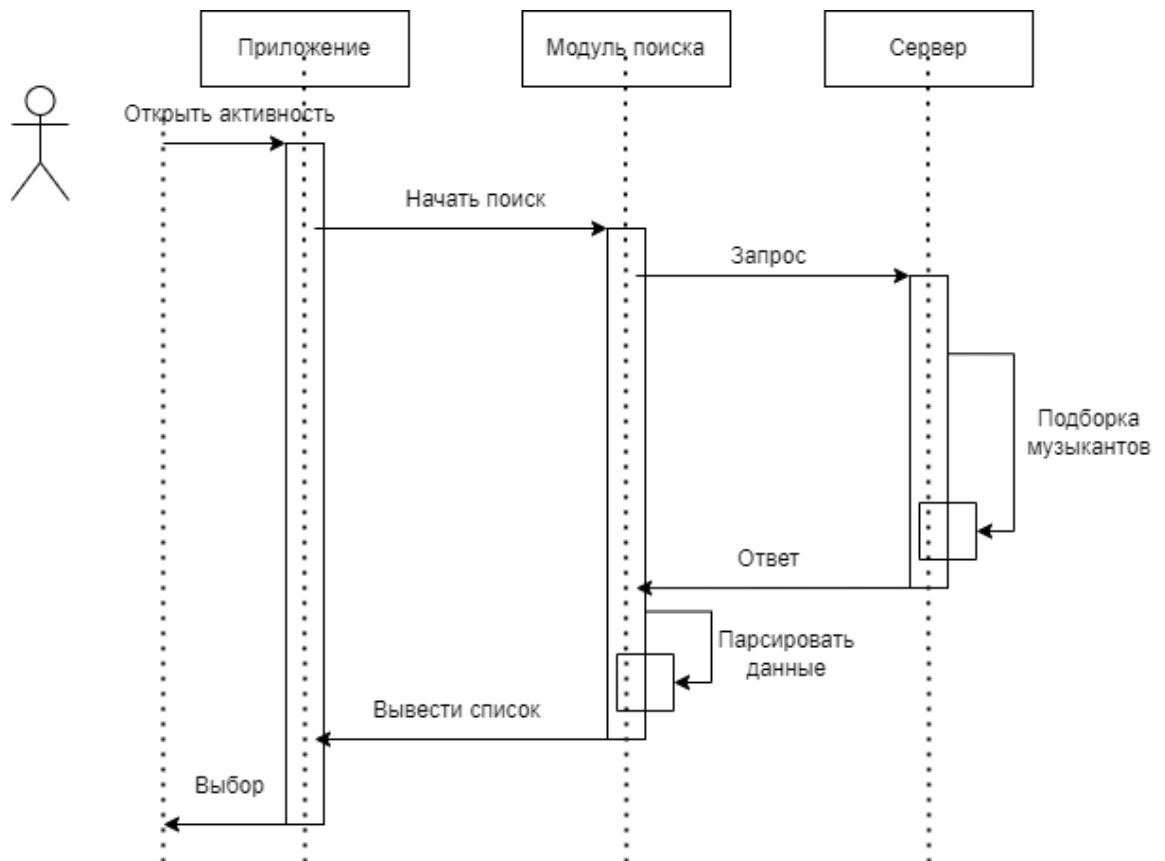 Приложение
Модуль поиска
Сервер
Открыть активность
Начать поиск
Запрос
Подборка
музыкантов
Ответ
Парсировать
данные
Вывести список
Выбор